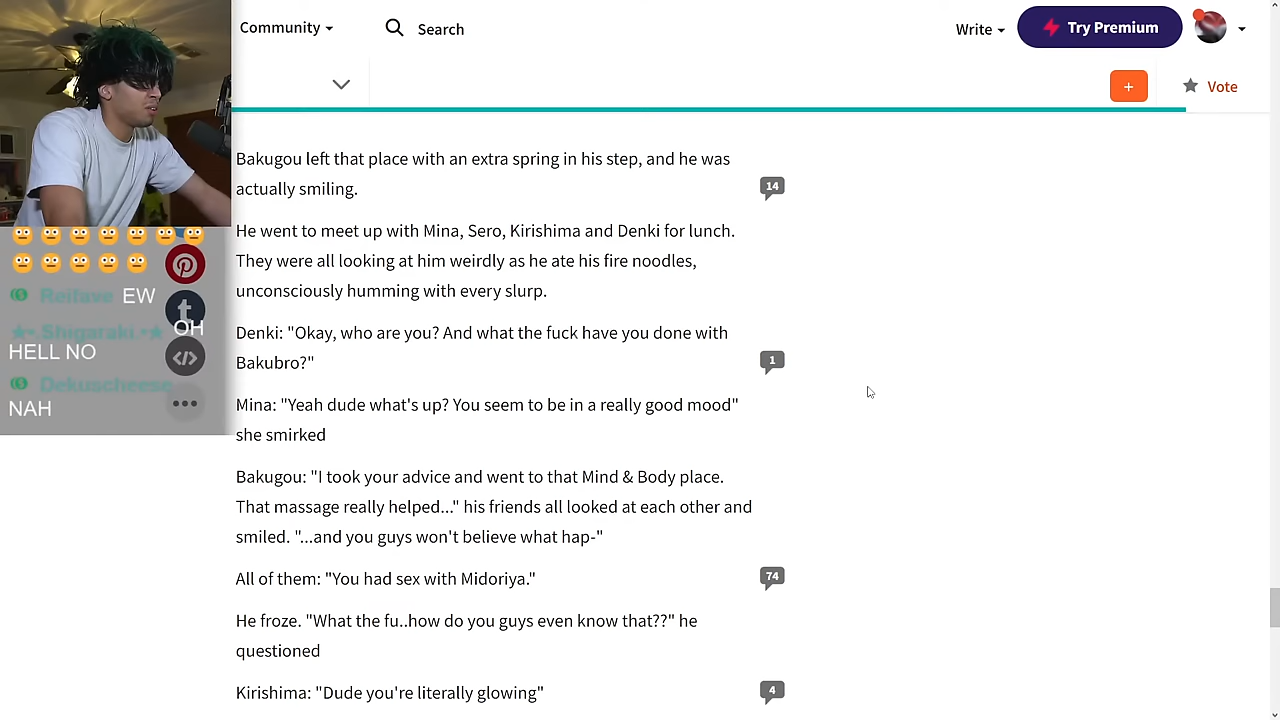 Community
Search
Write
Try Premium
+
Vote
Bakugou left that place with an extra spring in his step, and he was
actually smiling.
14
He went to meet up with Mina, Sero, Kirishima and Denki for lunch.
They were all looking at him weirdly as he ate his fire noodles,
unconsciously humming with every slurp.
Denki: "Okay, who are you? And what the fuck have you done with
Bakubro?"
1
Mina: "Yeah dude what's up? You seem to be in a really good mood"
she smirked
Bakugou: "I took your advice and went to that Mind & Body place.
That massage really helped..." his friends all looked at each other and
smiled. "...and you guys won't believe what hap-"
All of them: "You had sex with Midoriya."
74
He froze. "What the fu..how do you guys even know that??" he
questioned
Kirishima: "Dude you're literally glowing"
4
Reifave EW
★•.Shigaraki.•★ OH
HELL NO
Dekuscheese
NAH